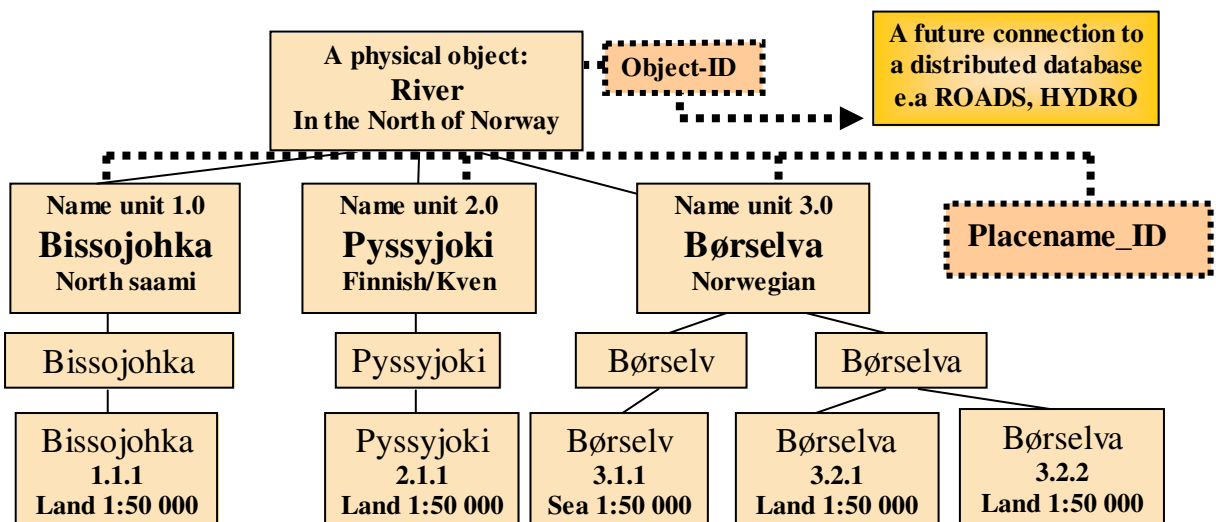 A physical object:
River
In the North of Norway
Object-ID
A future connection to
a distributed database
e.a ROADS, HYDRO
Name unit 1.0
Bissojohka
North saami
Name unit 2.0
Pyssyjoki
Finnish/Kven
Name unit 3.0
Børselva
Norwegian
Placename_ID
Bissojohka
Pyssyjoki
Børselv
Børselva
Bissojohka
1.1.1
Land 1:50 000
Pyssyjoki
2.1.1
Land 1:50 000
Børselv
3.1.1
Sea 1:50 000
Børselva
3.2.1
Land 1:50 000
Børselva
3.2.2
Land 1:50 000